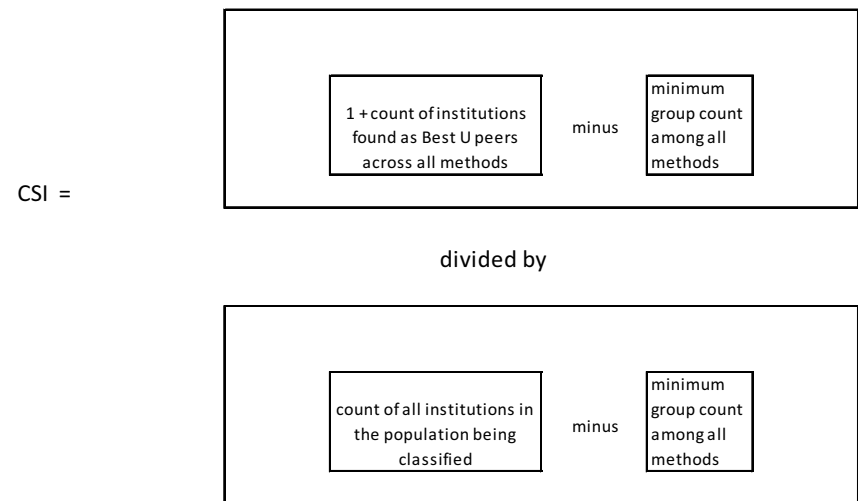 1 + count of institutions
found as Best U peers
across all methods
minus
minimum
group count
among all
methods
CSI =
divided by
count of all institutions in
the population being
classified
minus
minimum
group count
among all
methods